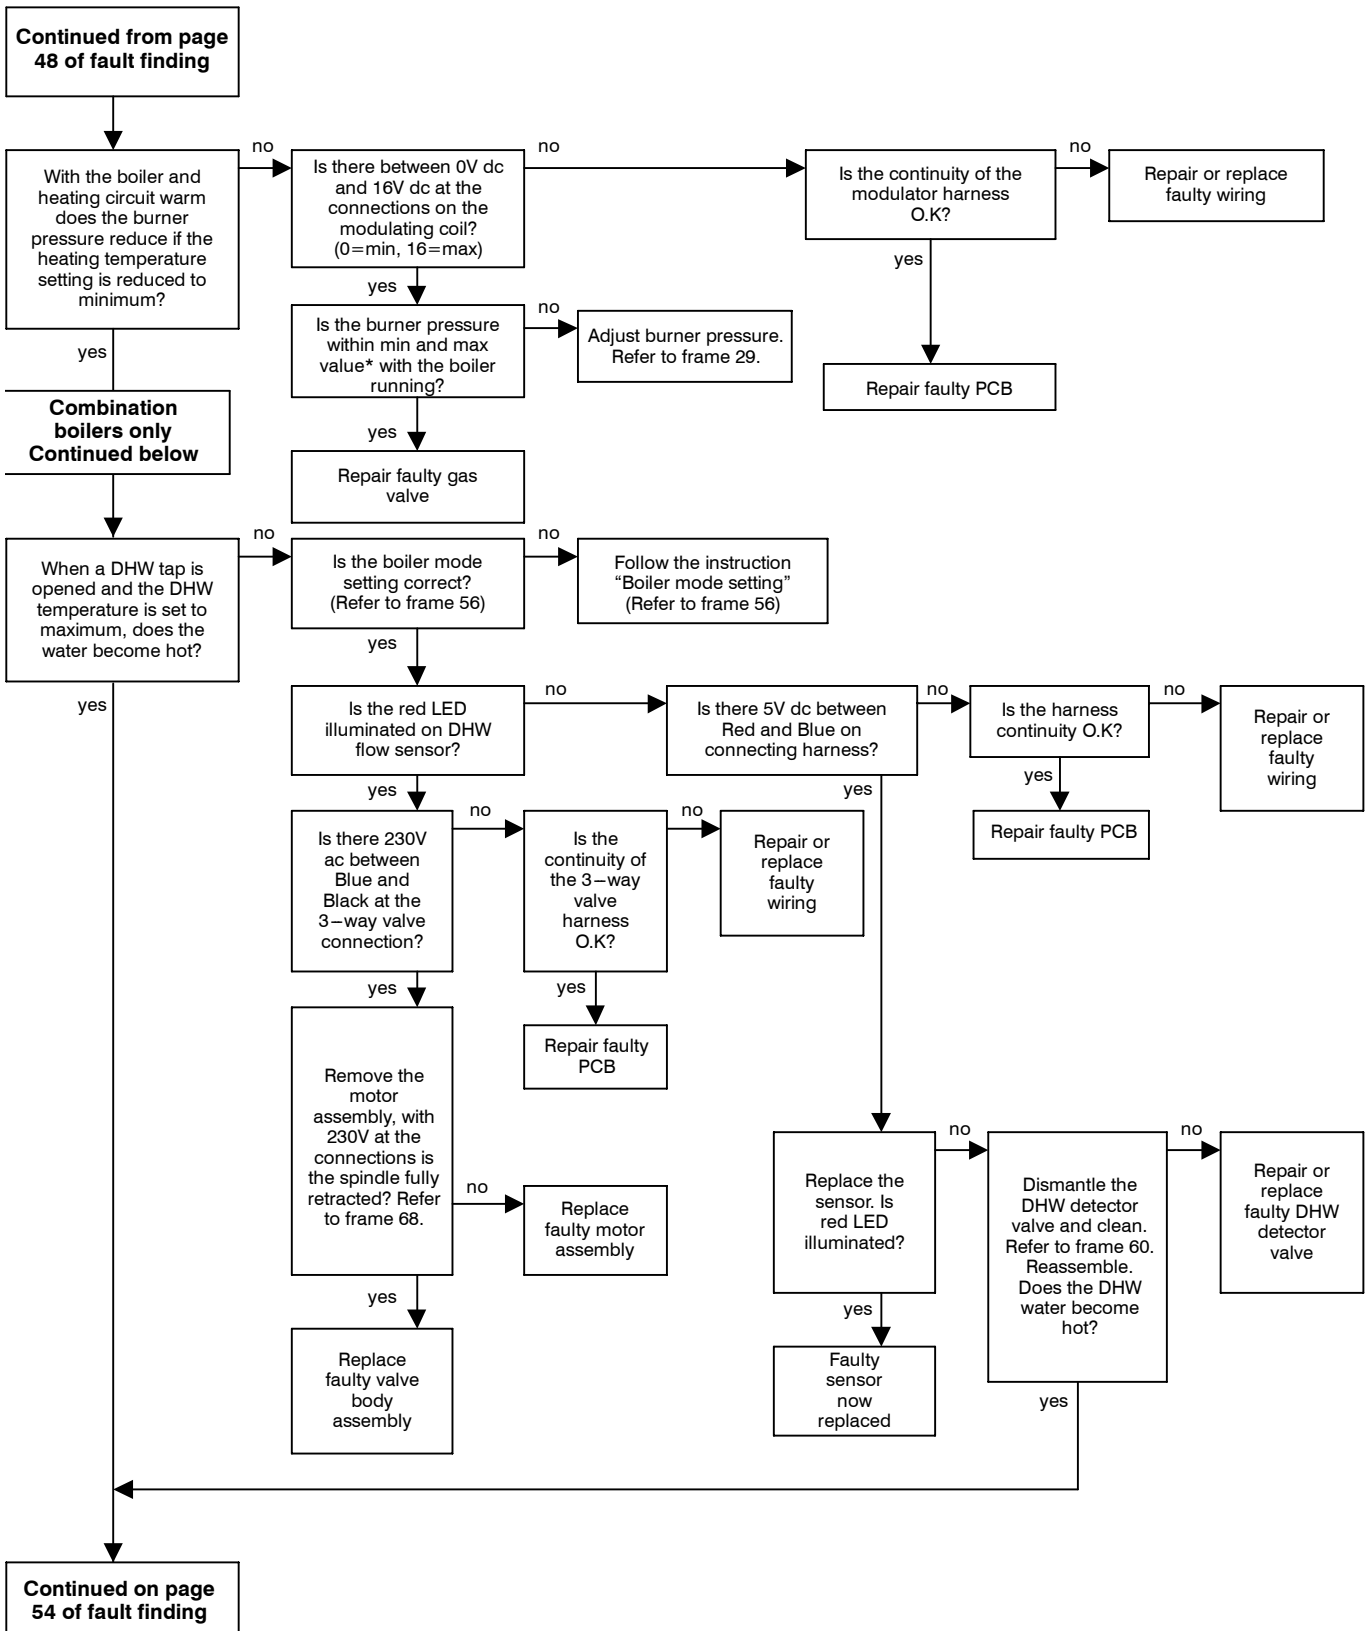 Continued from page
48 of fault finding
With the boiler and
heating circuit warm
does the burner
pressure reduce if the
heating temperature
setting is reduced to
minimum?
no
Is there between 0V dc
and 16V dc at the
connections on the
modulating coil?
(0=min, 16=max)
no
Is the continuity of the
modulator harness
O.K?
no
Repair or replace
faulty wiring
yes
Repair faulty PCB
yes
Is the burner pressure
within min and max
value* with the boiler
running?
no
Adjust burner pressure.
Refer to frame 29.
yes
Repair faulty gas
valve
yes
Combination
boilers only
Continued below
When a DHW tap is
opened and the DHW
temperature is set to
maximum, does the
water become hot?
no
Is the boiler mode
setting correct?
(Refer to frame 56)
no
Follow the instruction
“Boiler mode setting”
(Refer to frame 56)
yes
yes
Is the red LED
illuminated on DHW
flow sensor?
no
Is there 5V dc between
Red and Blue on
connecting harness?
no
Is the harness
continuity O.K?
no
Repair or
replace
faulty
wiring
yes
Repair faulty PCB
yes
yes
Is there 230V
ac between
Blue and
Black at the
3−way valve
connection?
no
Is the
continuity of
the 3−way
valve
harness
O.K?
no
Repair or
replace
faulty
wiring
yes
Repair faulty
PCB
yes
Remove the
motor
assembly, with
230V at the
connections is
the spindle fully
retracted? Refer
to frame 68.
no
Replace
faulty motor
assembly
yes
Replace
faulty valve
body
assembly
Replace the
sensor. Is
red LED
illuminated?
no
Dismantle the
DHW detector
valve and clean.
Refer to frame 60.
Reassemble.
Does the DHW
water become
hot?
no
Repair or
replace
faulty DHW
detector
valve
yes
Faulty
sensor
now
replaced
yes
Continued on page
54 of fault finding